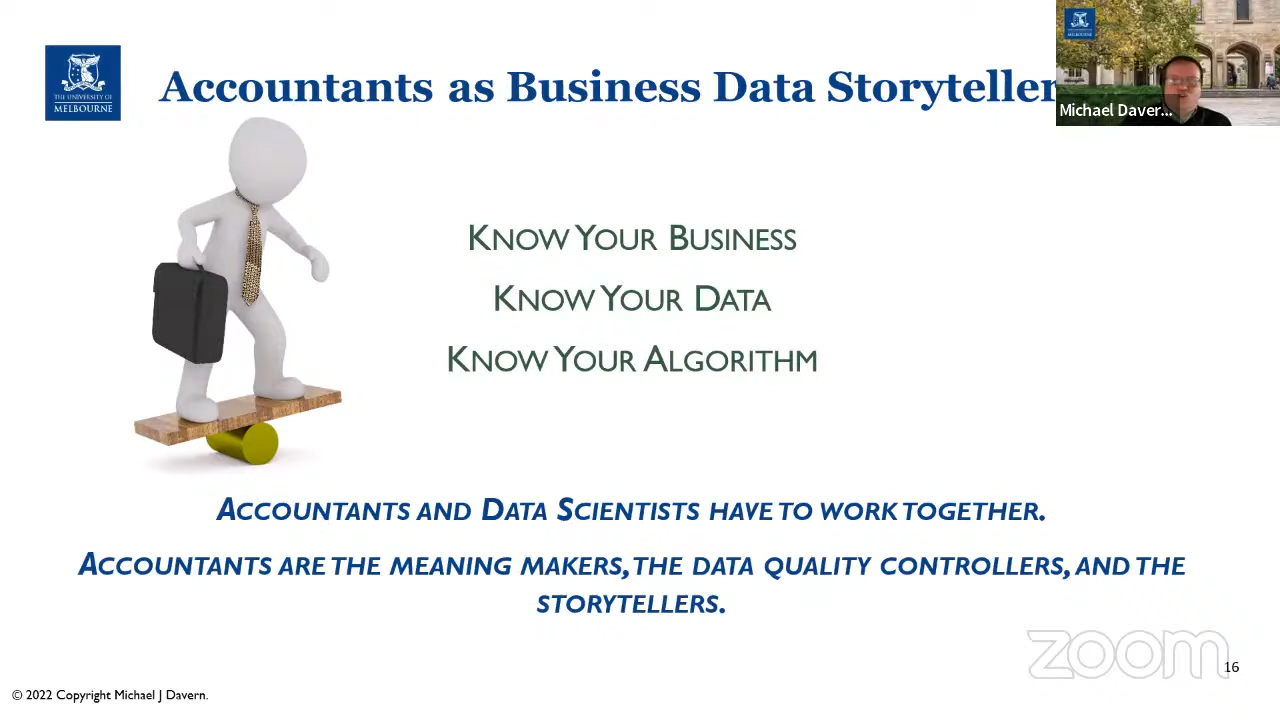 THE UNIVERSITY OF
MELBOURNE
Accountants as Business Data Storyteller
MELBOURNE
Michael Daver...
KNOW YOUR BUSINESS
KNOW YOUR DATA
KNOW YOUR ALGORITHM
ACCOUNTANTS AND DATA SCIENTISTS HAVE TO WORK TOGETHER.
ACCOUNTANTS ARE THE MEANING MAKERS, THE DATA QUALITY CONTROLLERS, AND THE
STORYTELLERS.
zoom
16
© 2022 Copyright Michael J Davern.